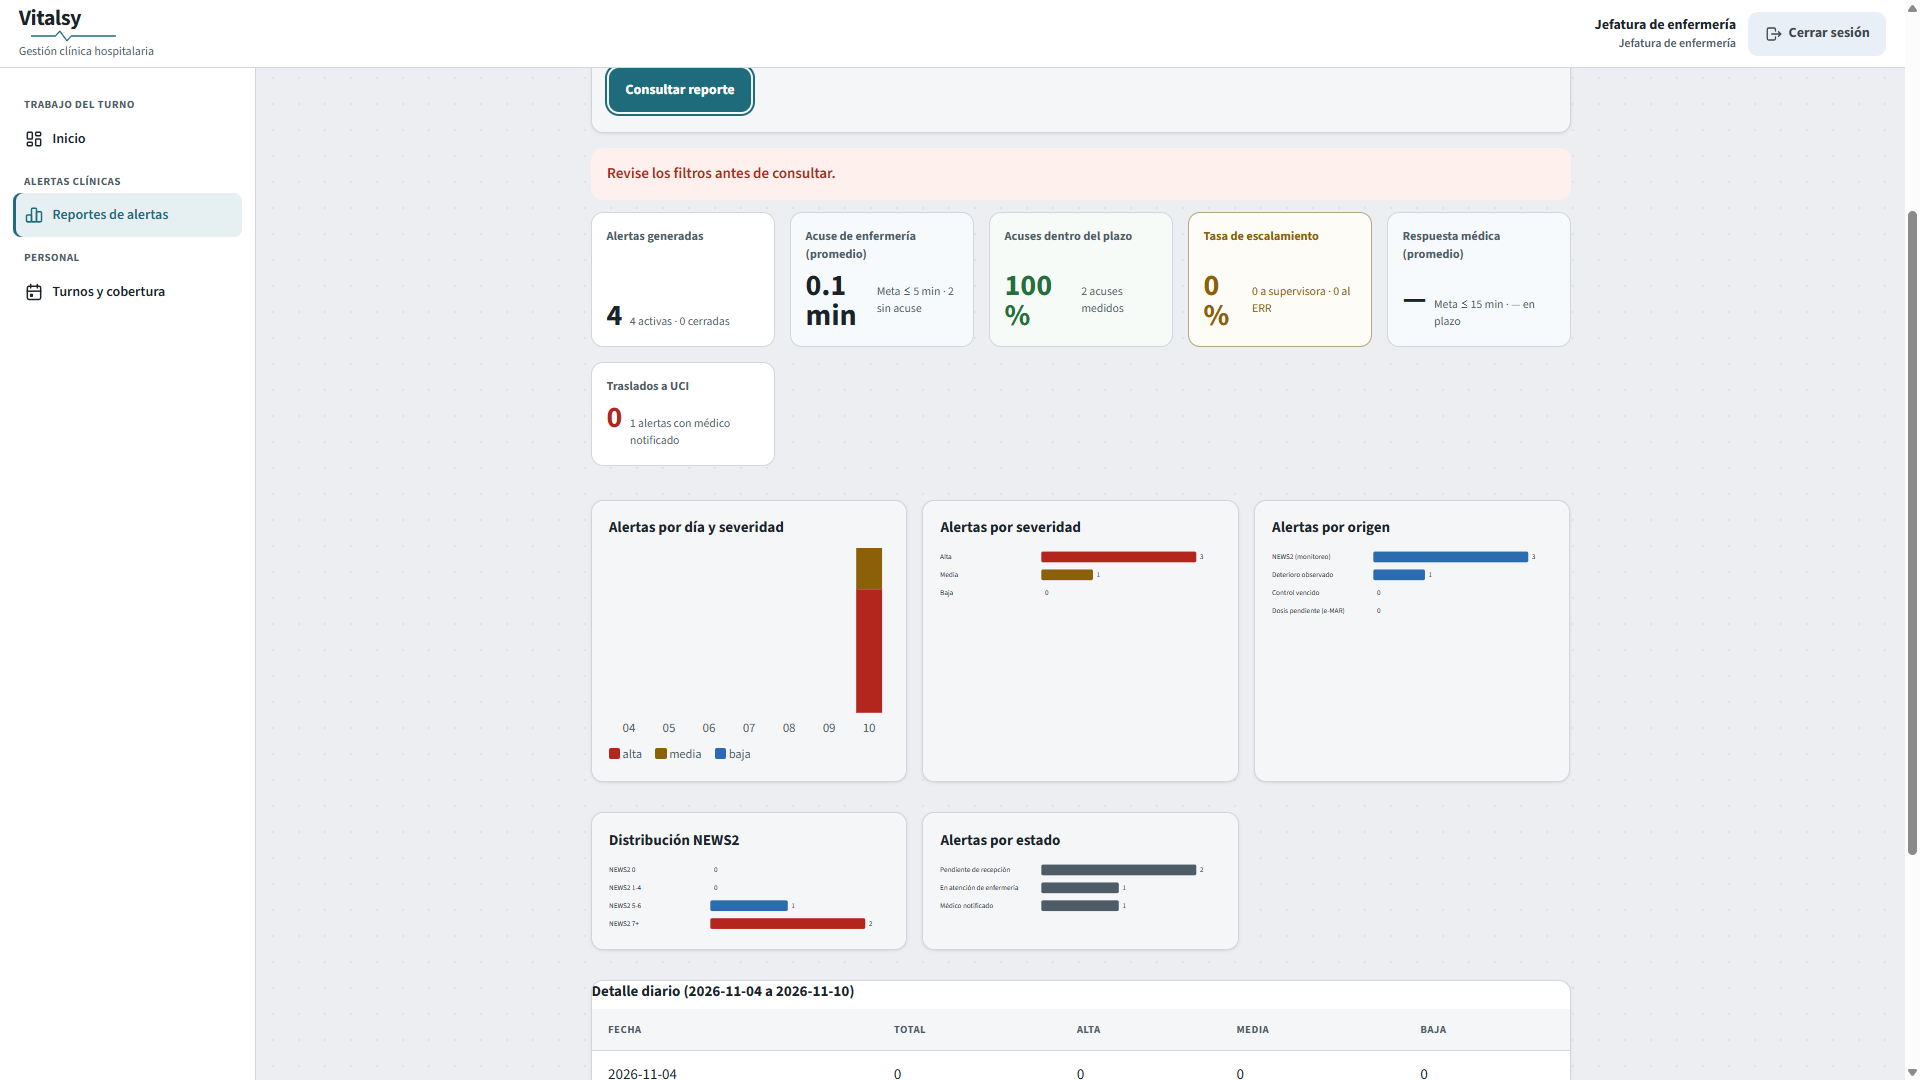 Vitalsy
Gestión clínica hospitalaria
Jefatura de enfermería
Jefatura de enfermería
Cerrar sesión
TRABAJO DEL TURNO
Inicio
ALERTAS CLÍNICAS
Reportes de alertas
PERSONAL
Turnos y cobertura
Consultar reporte
Revise los filtros antes de consultar.
Alertas generadas
4 4 activas · 0 cerradas
Acuse de enfermería
(promedio)
0.1
min
Meta ≤ 5 min · 2
sin acuse
Acuses dentro del plazo
100
%
2 acuses
medidos
Tasa de escalamiento
0
%
0 a supervisora · 0 al
ERR
Respuesta médica
(promedio)
—
Meta ≤ 15 min · — en
plazo
Traslados a UCI
0
1 alertas con médico
notificado
Alertas por día y severidad
04 05 06 07 08 09 10
alta media baja
Alertas por severidad
Alta 3
Media 1
Baja 0
Alertas por origen
NEWS2 (monitoreo) 3
Deterioro observado 1
Control vencido 0
Dosis pendiente (e-MAR) 0
Distribución NEWS2
NEWS2 0 0
NEWS2 1-4 0
NEWS2 5-6 1
NEWS2 7+ 2
Alertas por estado
Pendiente de recepción 2
En atención de enfermería 1
Médico notificado 1
Detalle diario (2026-11-04 a 2026-11-10)
FECHA TOTAL ALTA MEDIA BAJA
2026-11-04 0 0 0 0